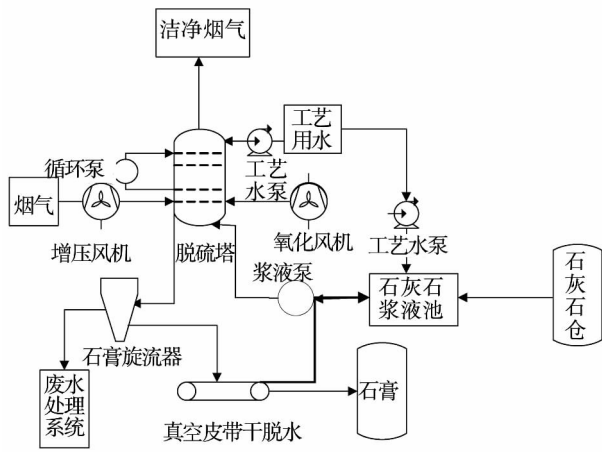 洁净烟气
工艺
用水
循环泵
工艺
水泵
烟气
增压风机
脱硫塔
氧化风机
工艺水泵
浆液泵
石灰石
浆液池
石
灰
石
仓
石膏旋流器
废水
处理
系统
石膏
真空皮带干脱水